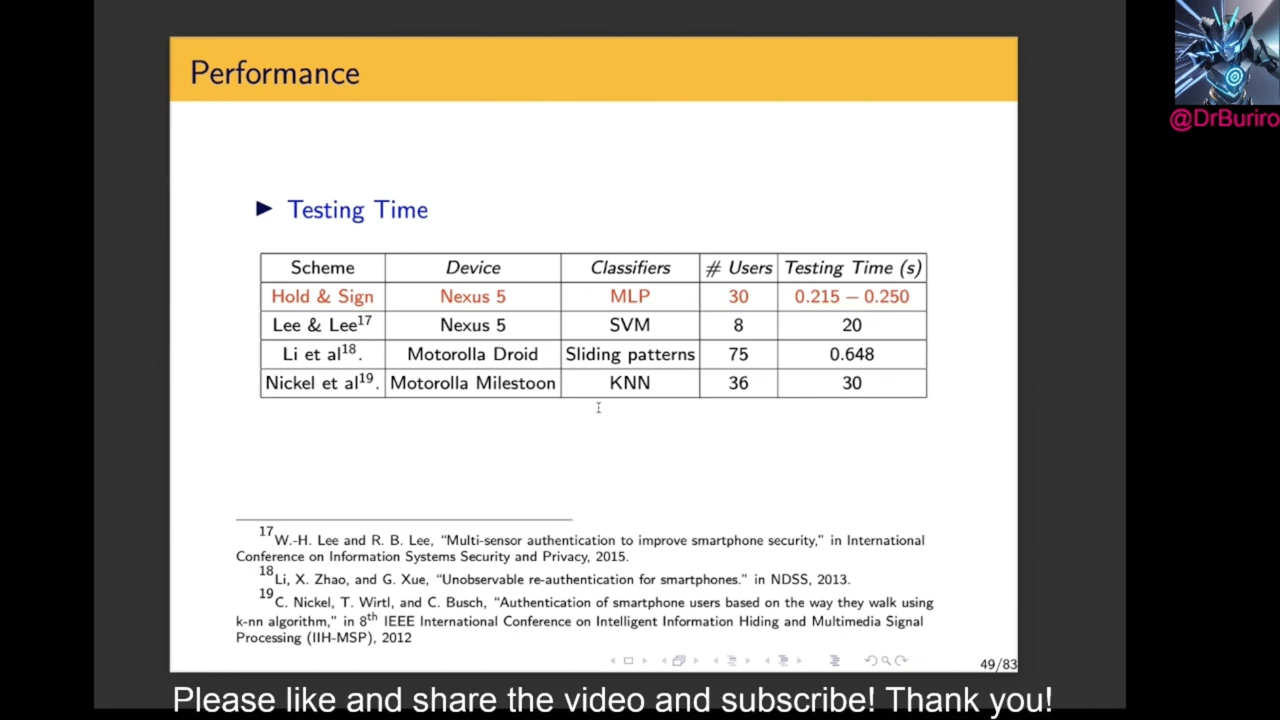 Performance
@DrBuriro
▶ Testing Time
Scheme Device Classifiers # Users Testing Time (s)
Hold & Sign Nexus 5 MLP 30 0.215 − 0.250
Lee & Lee17 Nexus 5 SVM 8 20
Li et al18. Motorolla Droid Sliding patterns 75 0.648
Nickel et al19. Motorolla Milestoon KNN 36 30
17W.-H. Lee and R. B. Lee, “Multi-sensor authentication to improve smartphone security,” in International
Conference on Information Systems Security and Privacy, 2015.
18Li, X. Zhao, and G. Xue, “Unobservable re-authentication for smartphones.” in NDSS, 2013.
19C. Nickel, T. Wirtl, and C. Busch, “Authentication of smartphone users based on the way they walk using
k-nn algorithm,” in 8th IEEE International Conference on Intelligent Information Hiding and Multimedia Signal
Processing (IIH-MSP), 2012
49/83
Please like and share the video and subscribe! Thank you!